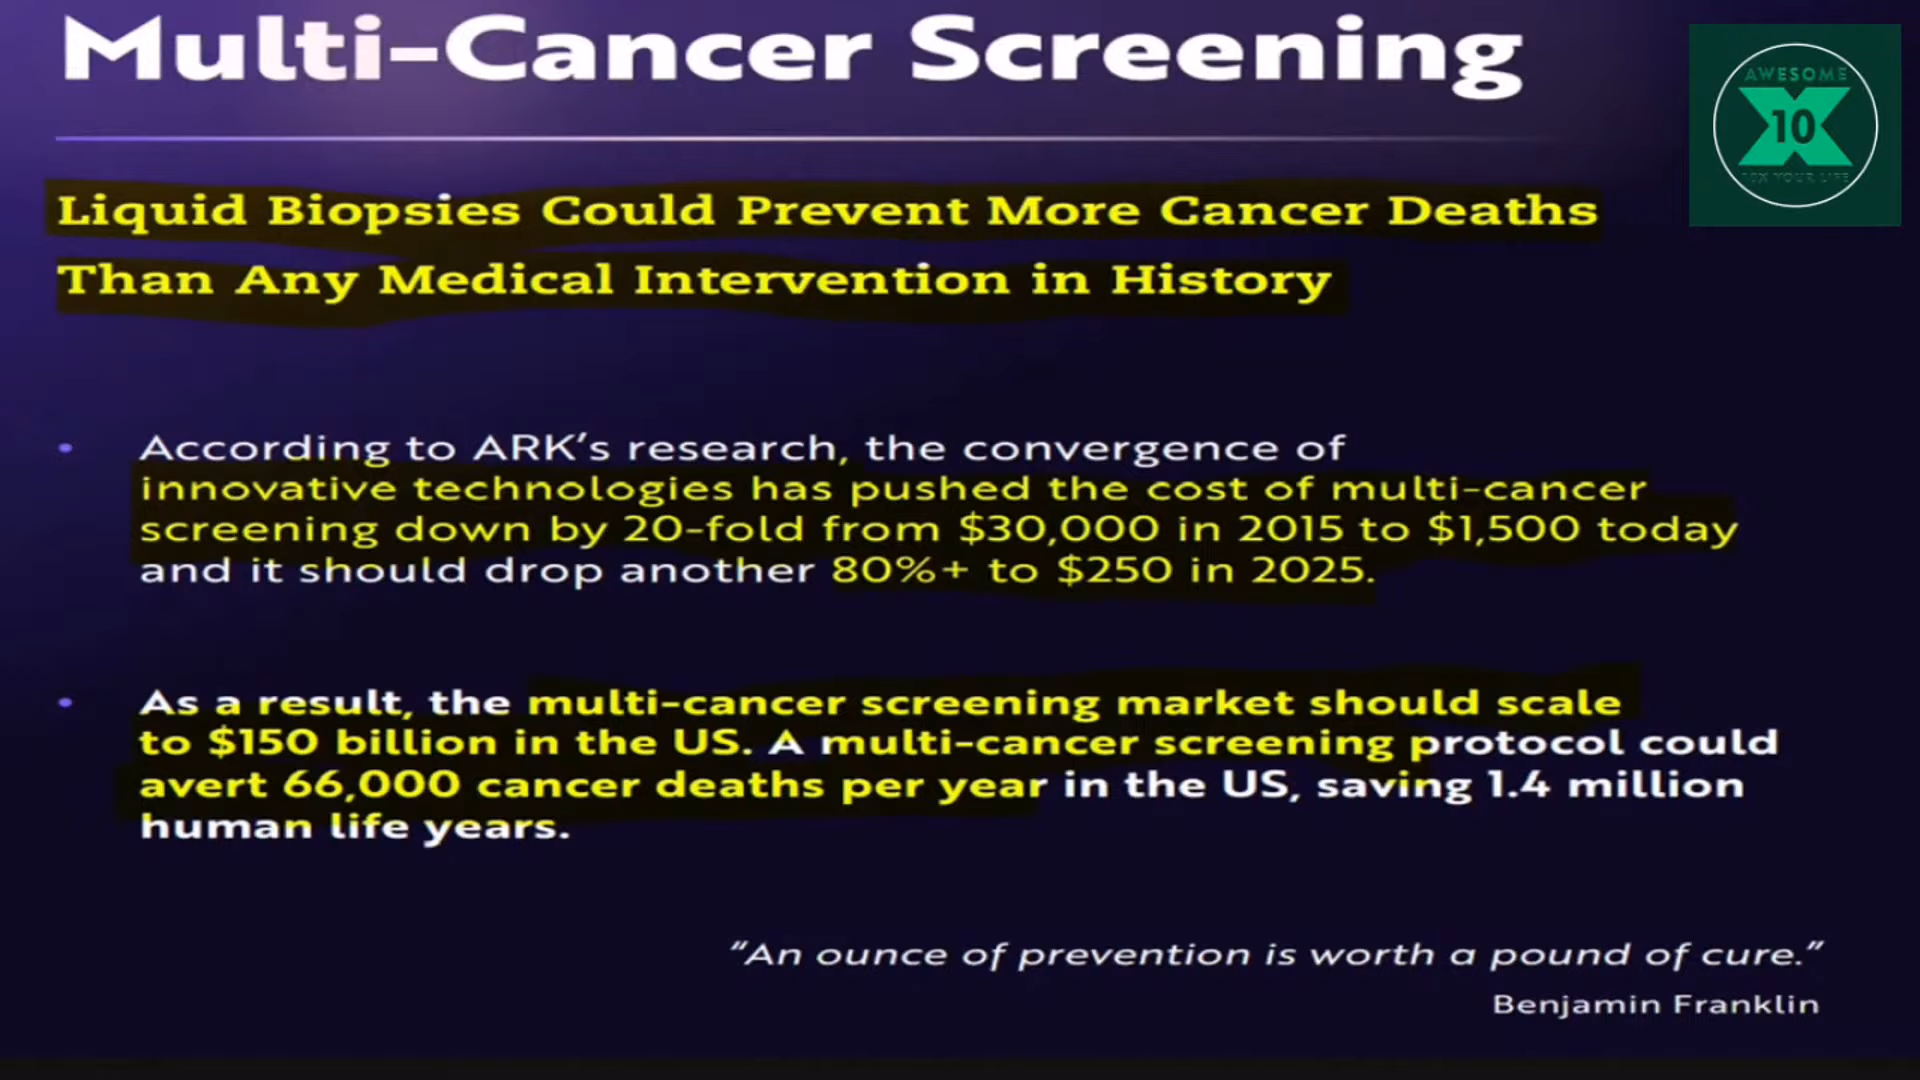 Multi-Cancer Screening
AWESOME
10
10X YOUR LIFE
Liquid Biopsies Could Prevent More Cancer Deaths
Than Any Medical Intervention in History
• According to ARK's research, the convergence of
innovative technologies has pushed the cost of multi-cancer
screening down by 20-fold from $30,000 in 2015 to $1,500 today
and it should drop another 80%+ to $250 in 2025.
• As a result, the multi-cancer screening market should scale
to $150 billion in the US. A multi-cancer screening protocol could
avert 66,000 cancer deaths per year in the US, saving 1.4 million
human life years.
"An ounce of prevention is worth a pound of cure."
Benjamin Franklin